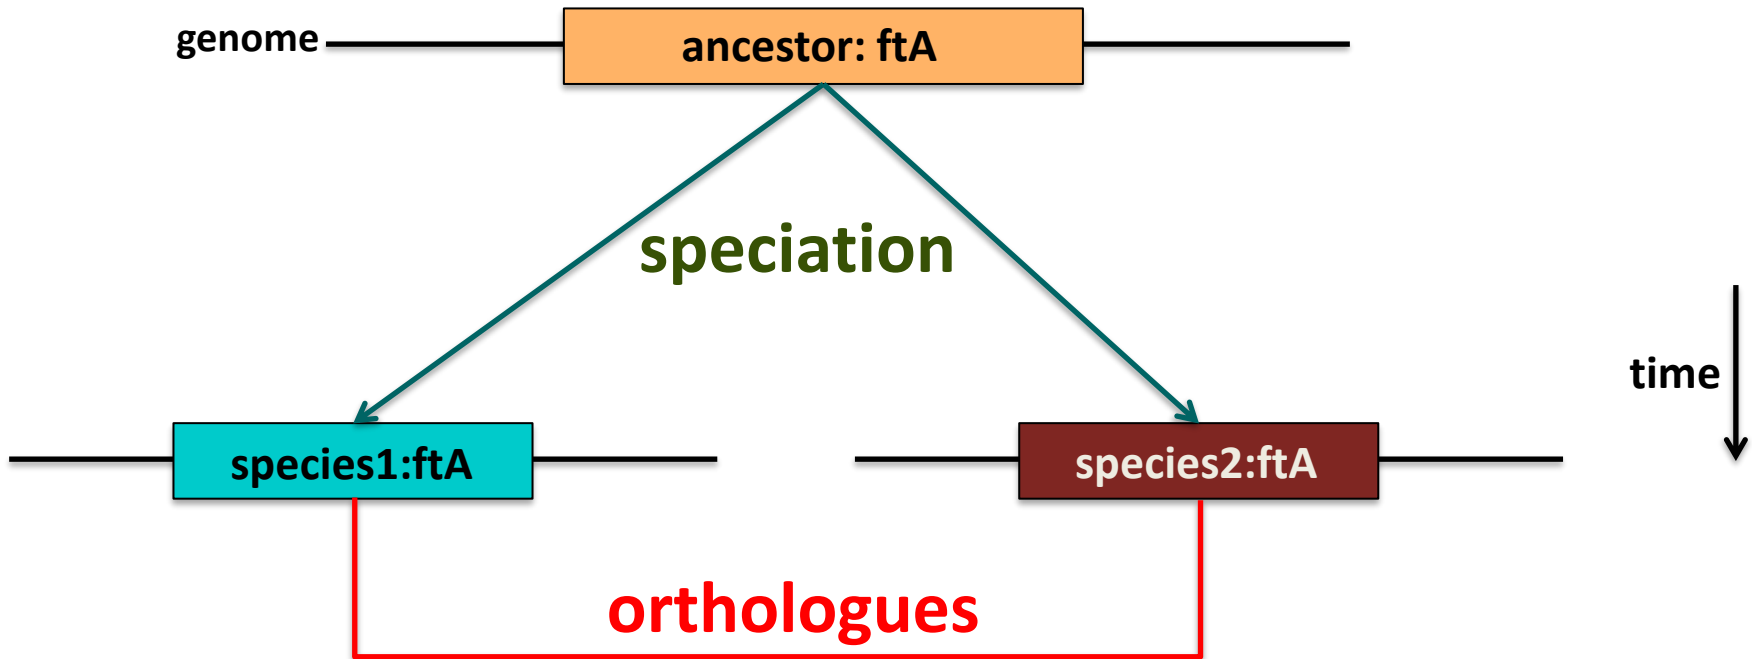 genome
ancestor: ftA
speciation
time
species1:ftA
species2:ftA
orthologues